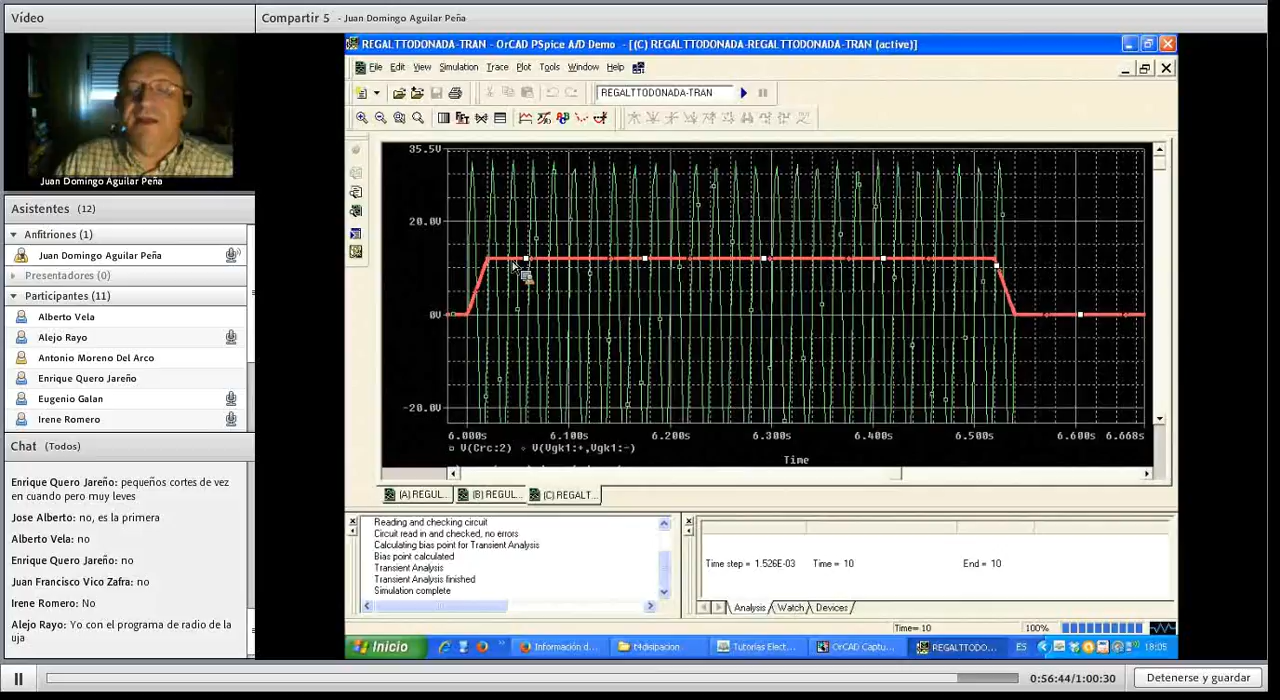 Vídeo
Compartir 5 - Juan Domingo Aguilar Peña
Juan Domingo Aguilar Peña
Asistentes (12)
Anfitriones (1)
Juan Domingo Aguilar Peña
Presentadores (0)
Participantes (11)
Alberto Vela
Alejo Rayo
Antonio Moreno Del Arco
Enrique Quero Jareño
Eugenio Galan
Irene Romero
Chat (Todos)
Enrique Quero Jareño: pequeños cortes de vez
en cuando pero muy leves
Jose Alberto: no, es la primera
Alberto Vela: no
Enrique Quero Jareño: no
Juan Francisco Vico Zafra: no
Irene Romero: No
Alejo Rayo: Yo con el programa de radio de la
uja
REGALTTODONADA-TRAN - OrCAD PSpice A/D Demo - [(C) REGALTTODONADA-REGALTTODONADA-TRAN (active)]
File Edit View Simulation Trace Plot Tools Window Help
REGALTTODONADA-TRAN
35.5V
20.0V
0V
-20.0V
6.000s 6.100s 6.200s 6.300s 6.400s 6.500s 6.600s 6.668s
V(Crc:2) V(Vgk1:+,Vgk1:-)
Time
(A) REGUL... (B) REGUL... (C) REGALT...
Reading and checking circuit
Circuit read in and checked, no errors
Calculating bias point for Transient Analysis
Bias point calculated
Transient Analysis
Transient Analysis finished
Simulation complete
Time step = 1.526E-03 Time = 10 End = 10
Analysis Watch Devices
Time= 10 100%
Inicio
Información d...
t4disipacion
Tutorias Elect...
OrCAD Captu...
REGALTTODO...
ES
18:05
0:56:44/1:00:30
Detenerse y guardar